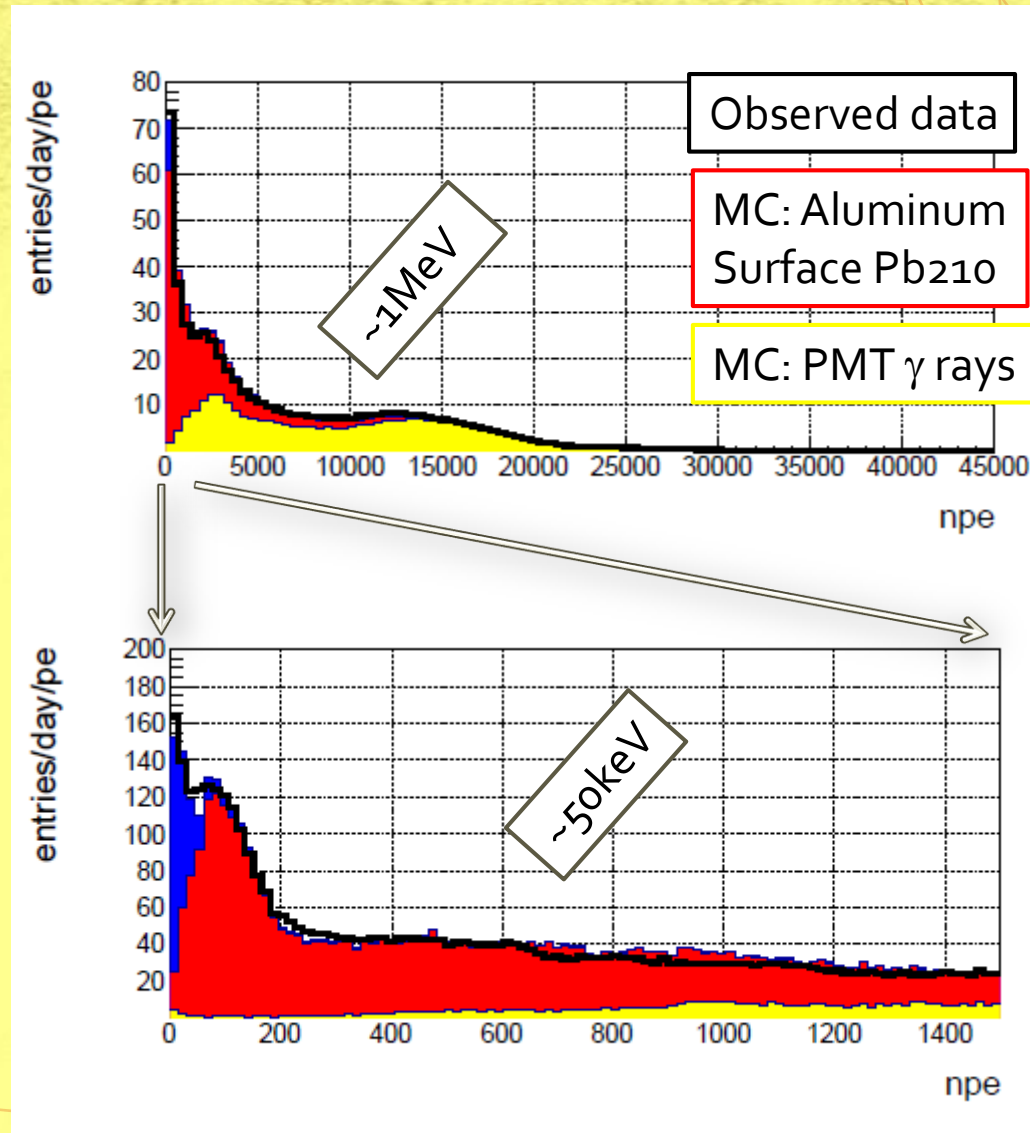 entries/day/pe
80
70
60
50
40
30
20
10
0 5000 10000 15000 20000 25000 30000 35000 40000 45000
npe
~1MeV
Observed data
MC: Aluminum
Surface Pb210
MC: PMT γ rays
entries/day/pe
200
180
160
140
120
100
80
60
40
20
0 200 400 600 800 1000 1200 1400
npe
~50keV